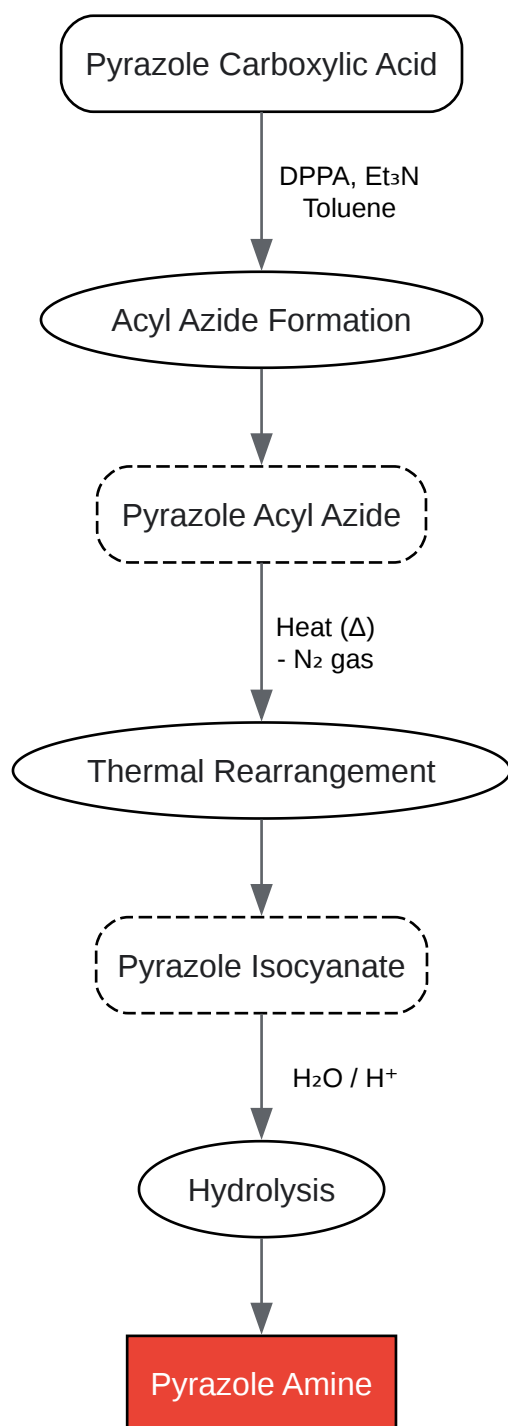 Pyrazole Carboxylic Acid
DPPA, Et₃N
Toluene
Acyl Azide Formation
Pyrazole Acyl Azide
Heat (Δ)
- N₂ gas
Thermal Rearrangement
Pyrazole Isocyanate
H₂O / H⁺
Hydrolysis
Pyrazole Amine